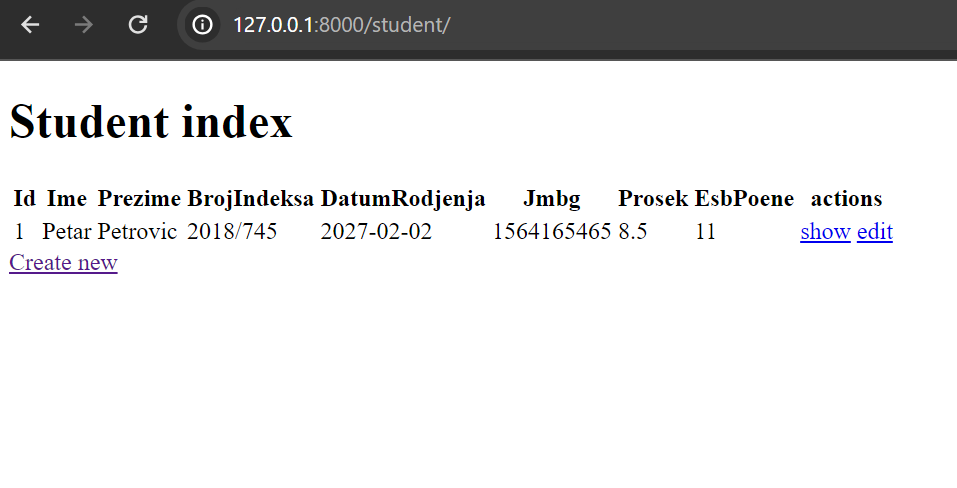 127.0.0.1:8000/student/
Student index
Id Ime Prezime BrojIndeksa DatumRodjenja Jmbg Prosek EsbPoene actions
1 Petar Petrovic 2018/745 2027-02-02 1564165465 8.5 11 show edit
Create new